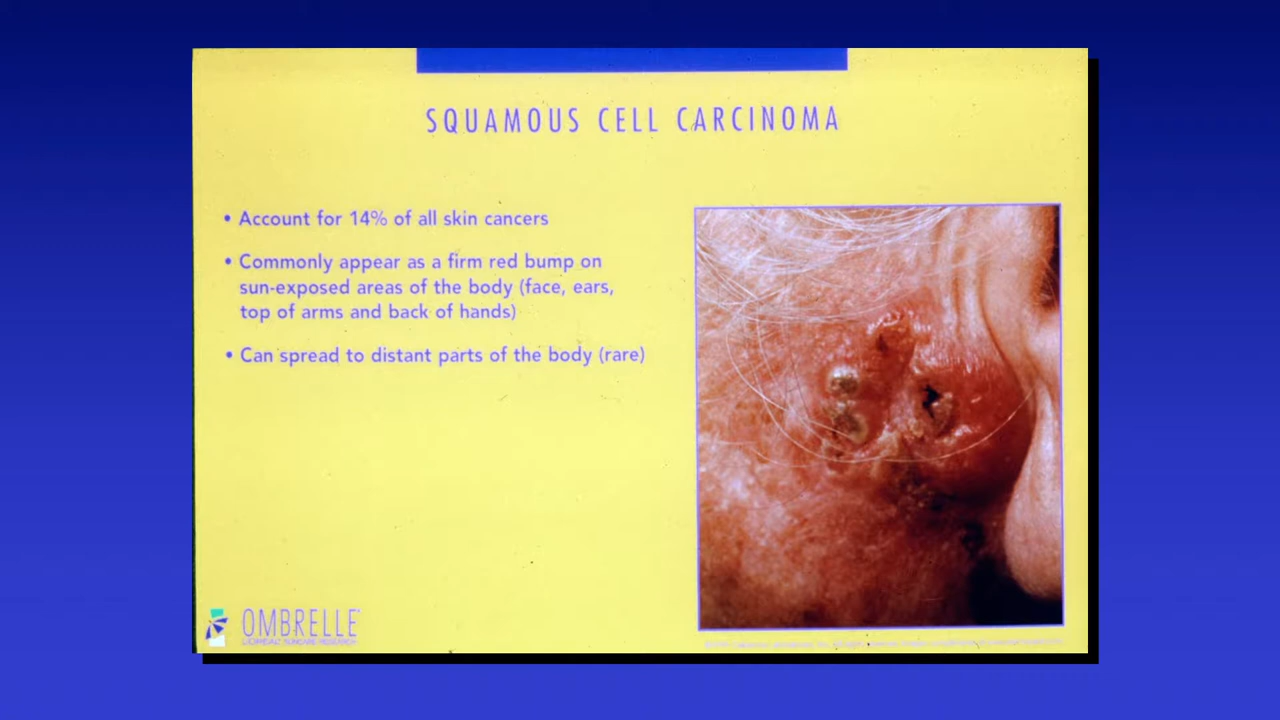 SQUAMOUS CELL CARCINOMA
• Account for 14% of all skin cancers
• Commonly appear as a firm red bump on
sun-exposed areas of the body (face, ears,
top of arms and back of hands)
• Can spread to distant parts of the body (rare)
OMBRELLE